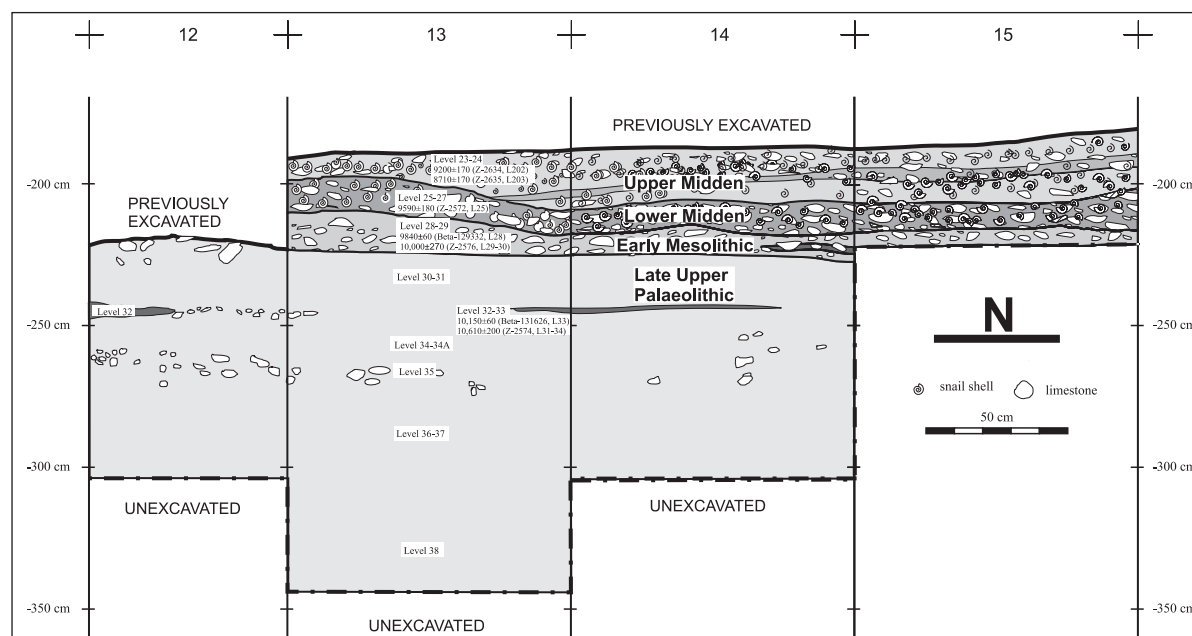 12
13
14
15
PREVIOUSLY EXCAVATED
Level 23-24
9200±170 (Z-2634, L202)
8710±170 (Z-2635, L203)
Upper Midden
-200 cm
-200 cm
Level 25-27
9590±180 (Z-2572, L25)
PREVIOUSLY
EXCAVATED
Lower Midden
Level 28-29
9840±60 (Beta-129332, L28)
10,000±270 (Z-2576, L29-30)
Early Mesolithic
Level 30-31
Late Upper
Palaeolithic
Level 32
Level 32-33
10,150±60 (Beta-131626, L33)
10,610±200 (Z-2574, L31-34)
N
-250 cm
-250 cm
Level 34-34A
Level 35
snail shell
limestone
50 cm
Level 36-37
-300 cm
-300 cm
UNEXCAVATED
UNEXCAVATED
Level 38
-350 cm
-350 cm
UNEXCAVATED